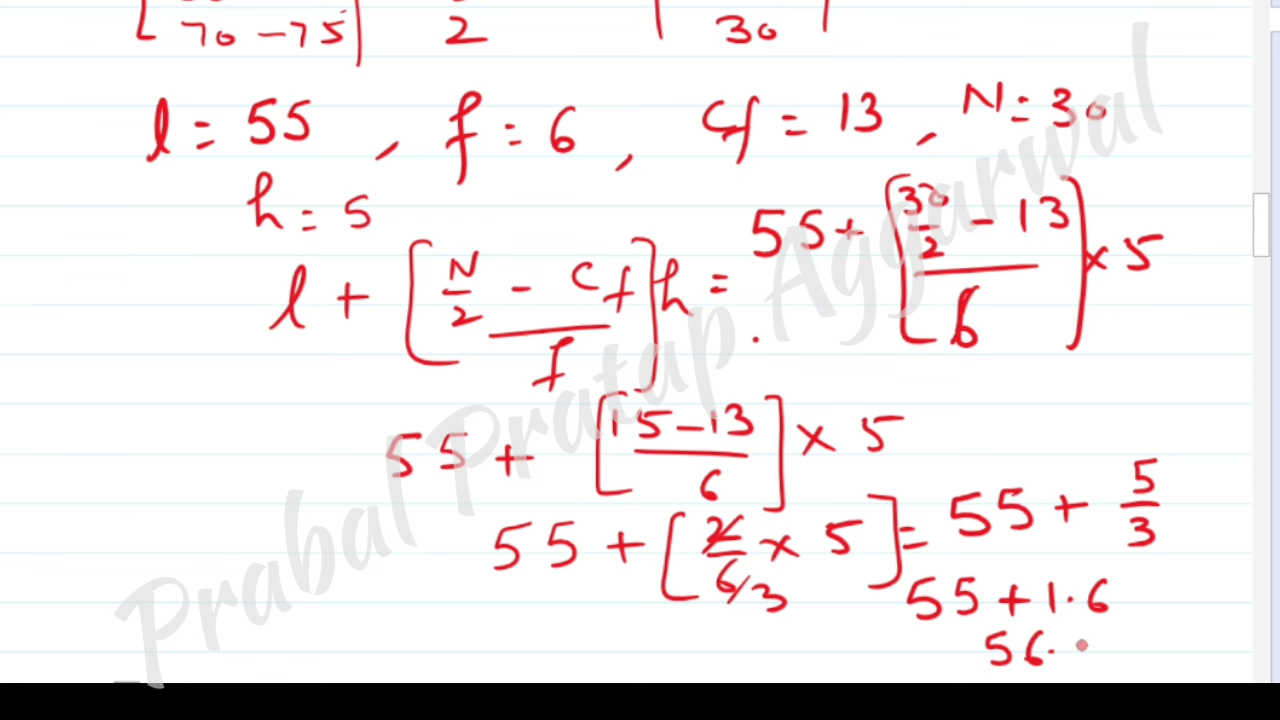 70-75 2 30
l = 55 , f = 6 , cf = 13 , N = 30
h = 5
l + [N/2 - cf / f] h = 55 + [30/2 - 13 / 6] × 5
55 + [15-13 / 6] × 5
55 + [2/6/3 × 5] = 55 + 5/3
55 + 1.6
56.
Prabal Pratap Aggarwal